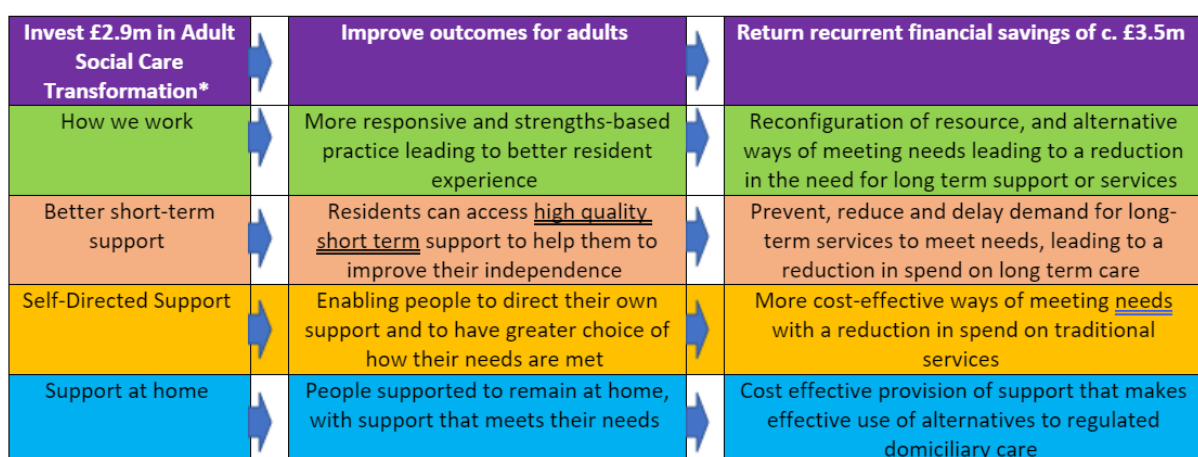 Invest £2.9m in Adult
Social Care
Transformation*
Improve outcomes for adults
Return recurrent financial savings of c. £3.5m
How we work
More responsive and strengths-based
practice leading to better resident
experience
Reconfiguration of resource, and alternative
ways of meeting needs leading to a reduction
in the need for long term support or services
Better short-term
support
Residents can access high quality
short term support to help them to
improve their independence
Prevent, reduce and delay demand for long-
term services to meet needs, leading to a
reduction in spend on long term care
Self-Directed Support
Enabling people to direct their own
support and to have greater choice of
how their needs are met
More cost-effective ways of meeting needs
with a reduction in spend on traditional
services
Support at home
People supported to remain at home,
with support that meets their needs
Cost effective provision of support that makes
effective use of alternatives to regulated
domiciliary care